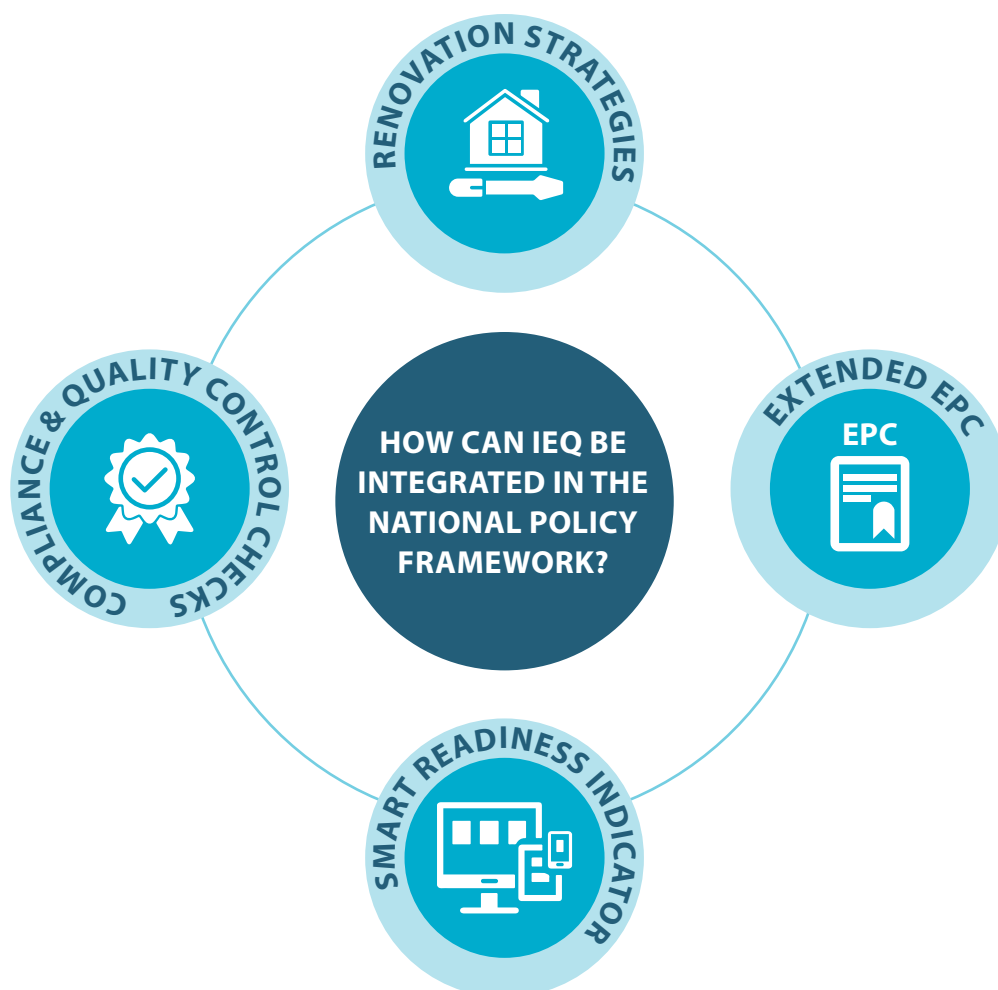 RENOVATION STRATEGIES
COMPLIANCE & QUALITY CONTROL CHECKS
HOW CAN IEQ BE
INTEGRATED IN THE
NATIONAL POLICY
FRAMEWORK?
EXTENDED EPC
EPC
SMART READINESS INDICATOR